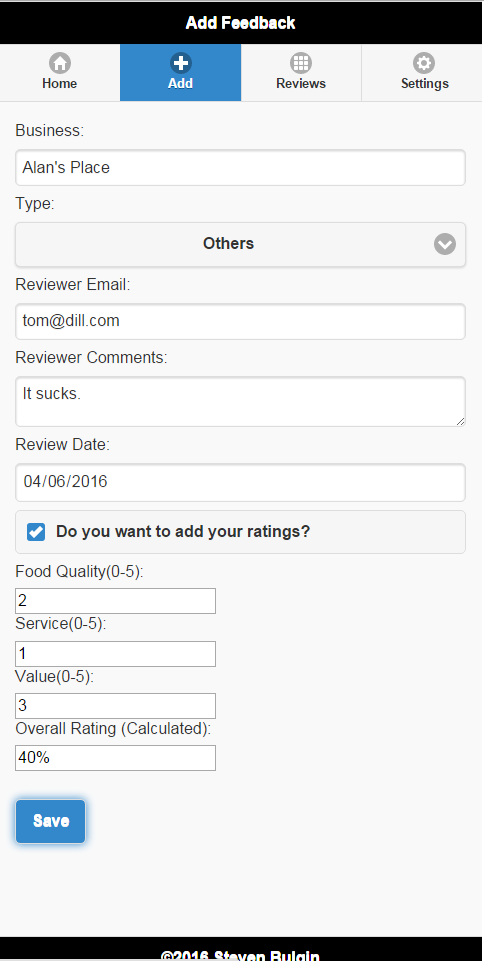 Add Feedback
Home Add Reviews Settings
Business:
Alan's Place
Type:
Others
Reviewer Email:
tom@dill.com
Reviewer Comments:
It sucks.
Review Date:
04/06/2016
Do you want to add your ratings?
Food Quality(0-5):
2
Service(0-5):
1
Value(0-5):
3
Overall Rating (Calculated):
40%
Save
©2016 Steven Bulgin